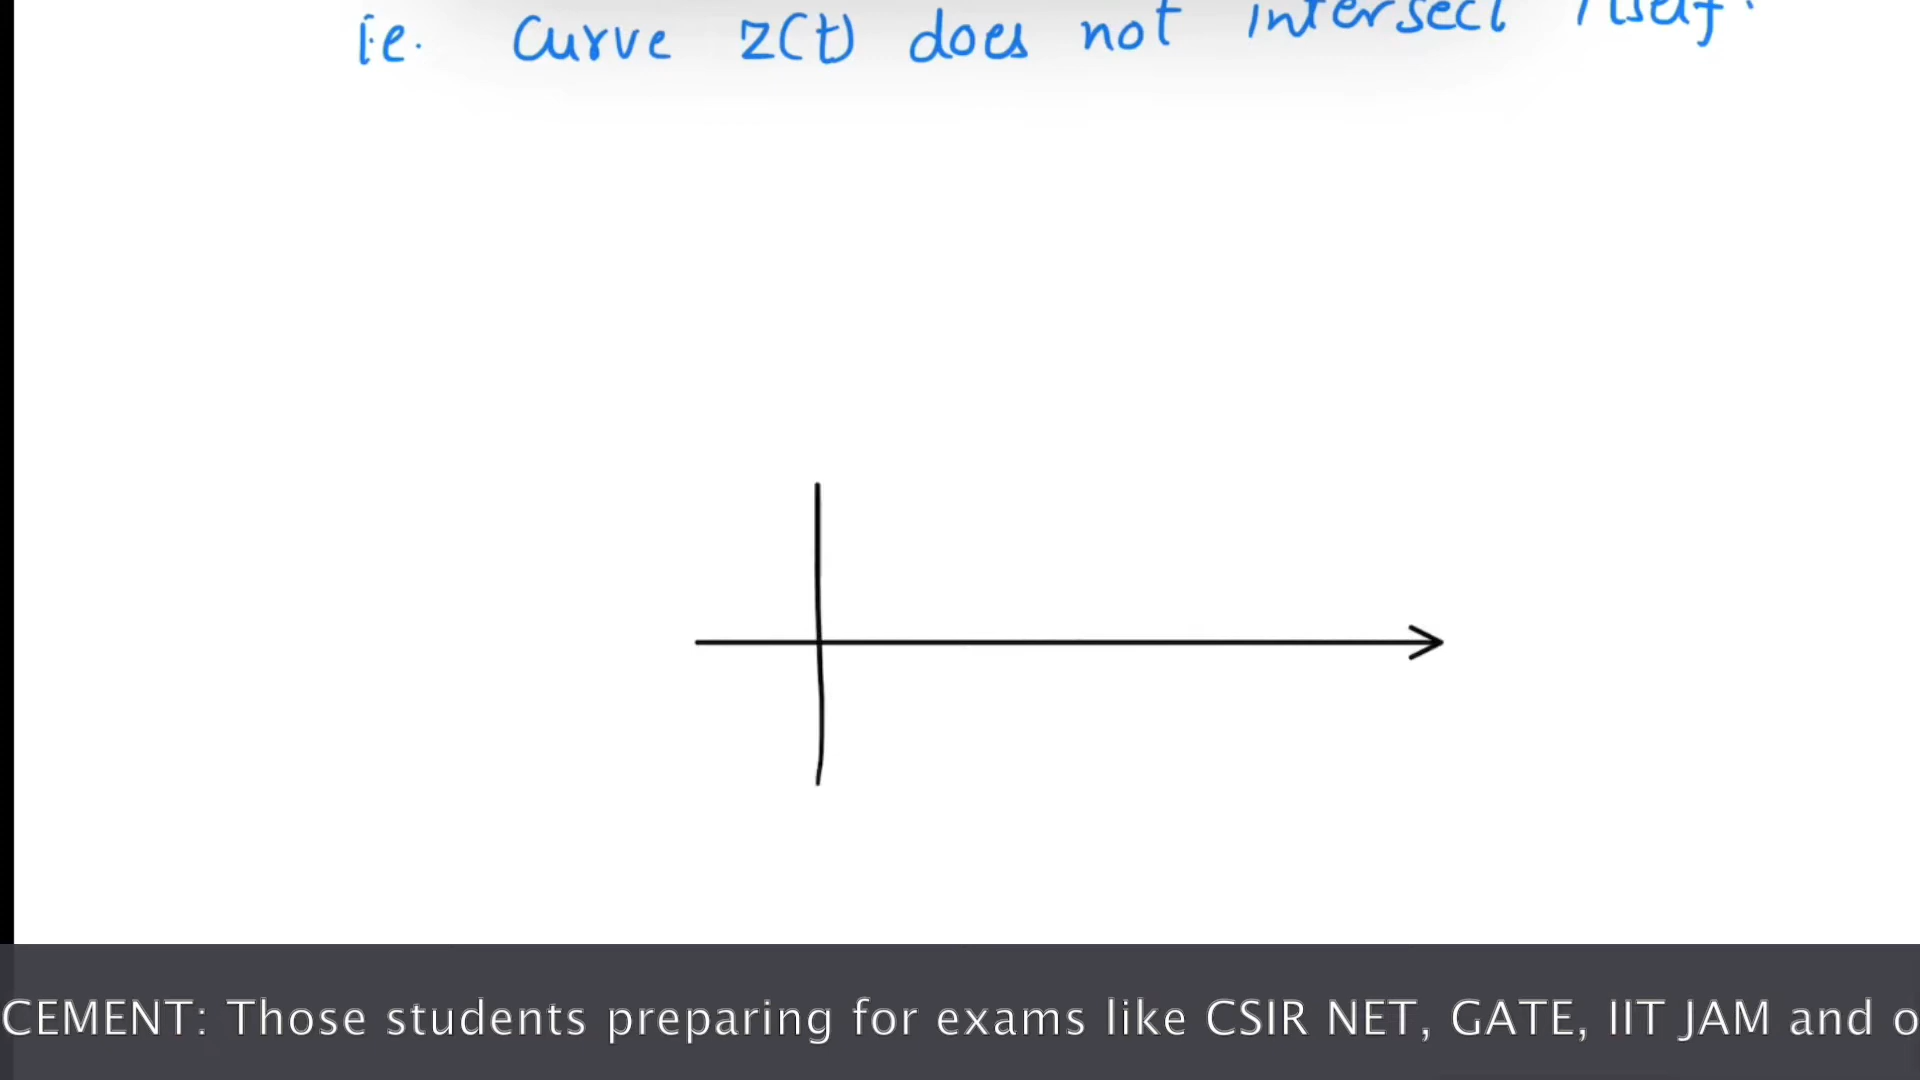 i.e. Curve z(t) does not intersect itself.
CEMENT: Those students preparing for exams like CSIR NET, GATE, IIT JAM and o